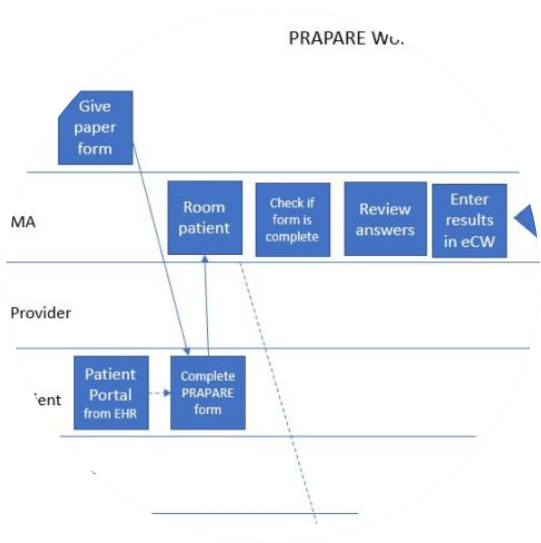 PRAPARE
Give
paper
form
MA
Room
patient
Check if
form is
complete
Review
answers
Enter
results
in eCW
Provider
Patient
Portal
from EHR
Complete
PRAPARE
form